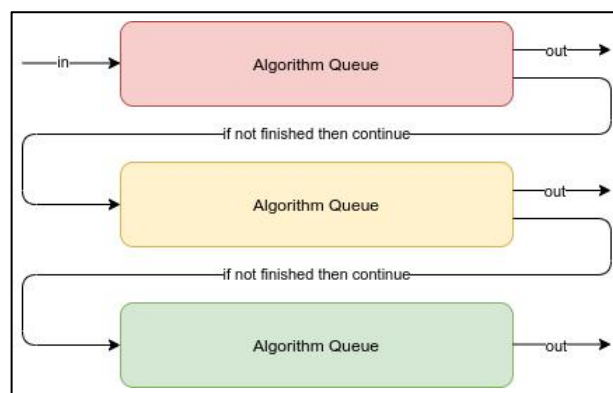 in
Algorithm Queue
out
if not finished then continue
Algorithm Queue
out
if not finished then continue
Algorithm Queue
out